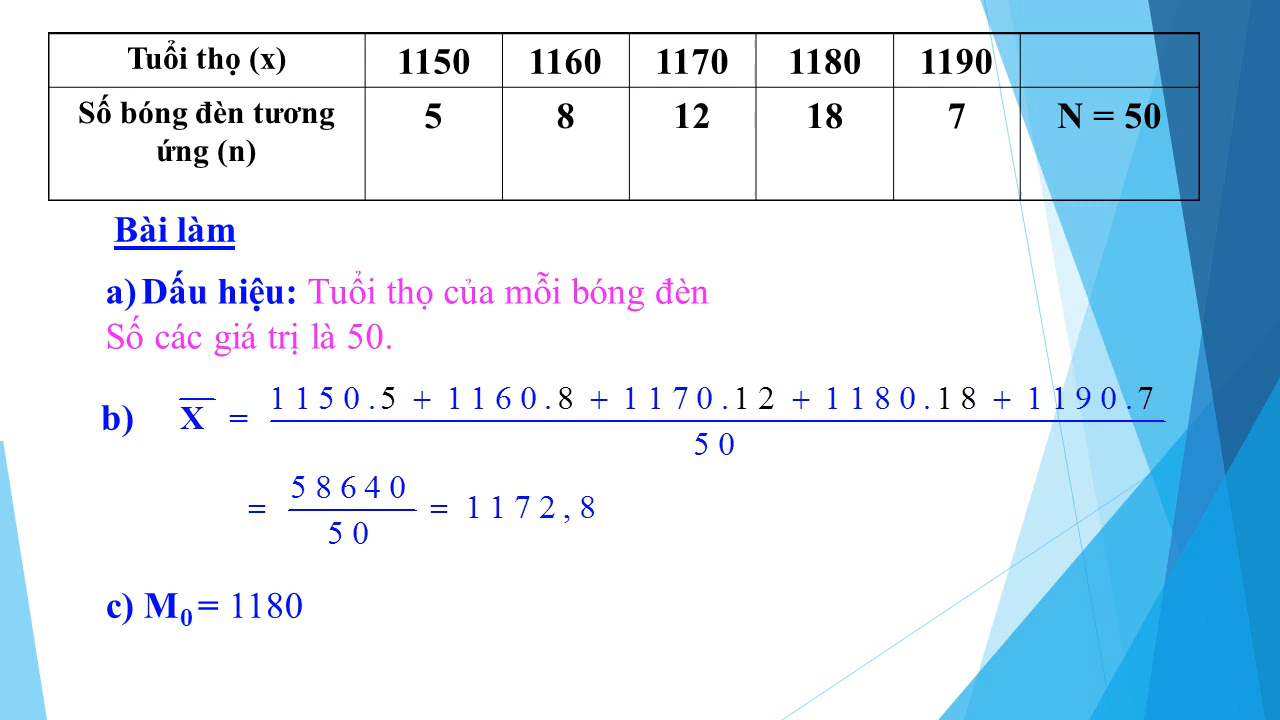 Tuổi thọ (x) 1150 1160 1170 1180 1190
Số bóng đèn tương
ứng (n) 5 8 12 18 7 N = 50
Bài làm
a) Dấu hiệu: Tuổi thọ của mỗi bóng đèn
Số các giá trị là 50.
b) X̅ = (1150.5 + 1160.8 + 1170.12 + 1180.18 + 1190.7) / 50
= 58640 / 50 = 1172,8
c) M₀ = 1180